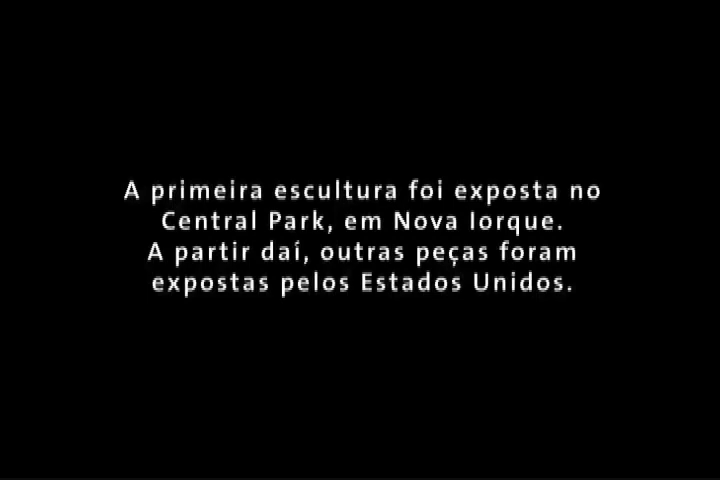 A primeira escultura foi exposta no
Central Park, em Nova Iorque.
A partir daí, outras peças foram
expostas pelos Estados Unidos.